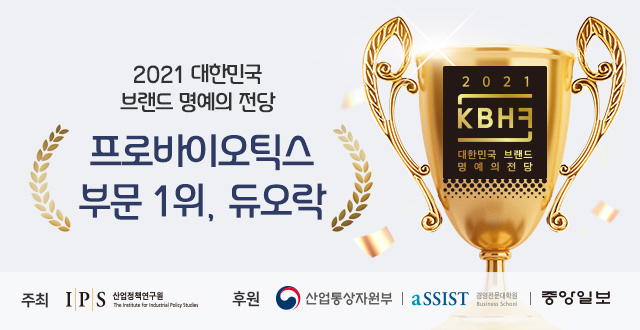 2021 대한민국
브랜드 명예의 전당
프로바이오틱스
부문 1위, 듀오락
2021
KBHF
대한민국 브랜드
명예의전당
주최 IPS 산업정책연구원
The Institute for Industrial Policy Studies
후원 산업통상자원부 aSSIST 경영전문대학원
Business School
중앙일보